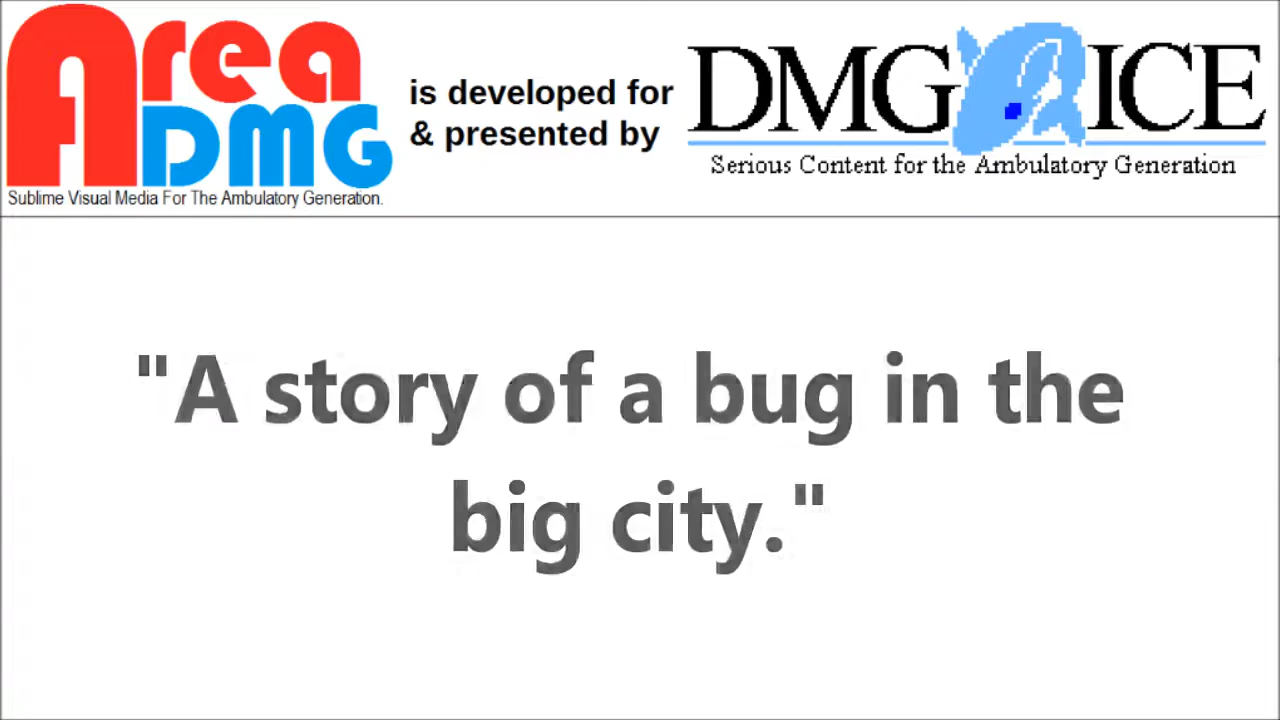 Area
DMG
Sublime Visual Media For The Ambulatory Generation.
is developed for
& presented by
DMG ICE
Serious Content for the Ambulatory Generation
"A story of a bug in the
big city."